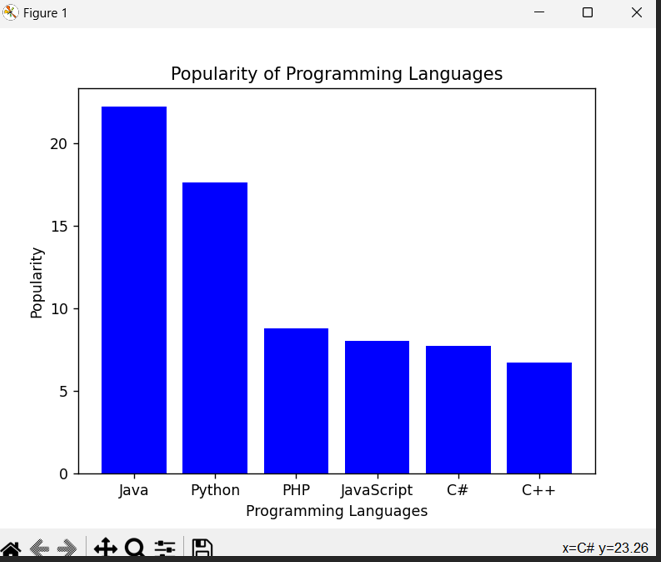 Figure 1
Popularity of Programming Languages
Popularity
20
15
10
5
0
Java Python PHP JavaScript C# C++
Programming Languages
x=C# y=23.26